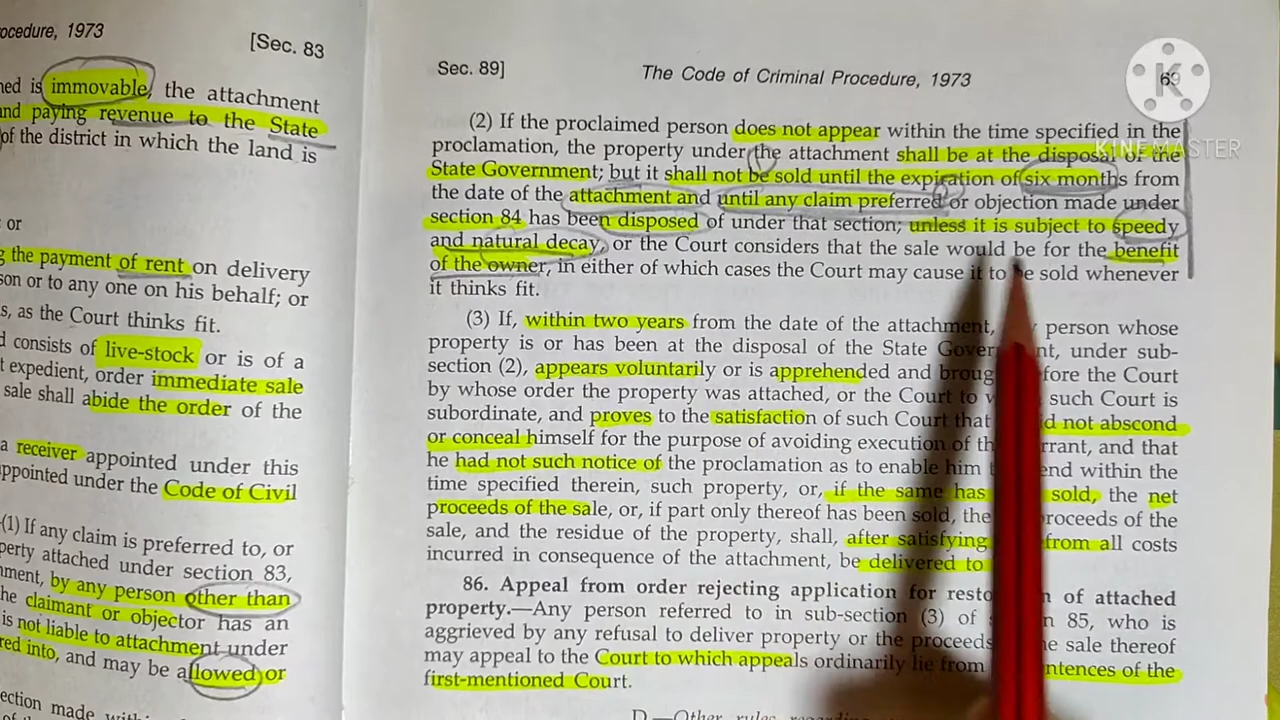 ocedure, 1973
[Sec. 83
ned is immovable, the attachment
and paying revenue to the State
of the district in which the land is
: or
g the payment of rent on delivery
son or to any one on his behalf; or
s, as the Court thinks fit.
d consists of live-stock or is of a
t expedient, order immediate sale
sale shall abide the order of the
a receiver appointed under this
appointed under the Code of Civil
(1) If any claim is preferred to, or
perty attached under section 83,
ment, by any person other than
he claimant or objector has an
is not liable to attachment under
red into, and may be allowed or
ection made with
Sec. 89]
The Code of Criminal Procedure, 1973
69
K
KINEMASTER
(2) If the proclaimed person does not appear within the time specified in the
proclamation, the property under the attachment shall be at the disposal of the
State Government; but it shall not be sold until the expiration of six months from
the date of the attachment and until any claim preferred or objection made under
section 84 has been disposed of under that section; unless it is subject to speedy
and natural decay, or the Court considers that the sale would be for the benefit
of the owner, in either of which cases the Court may cause it to be sold whenever
it thinks fit.
(3) If, within two years from the date of the attachment, person whose
property is or has been at the disposal of the State Government, under sub-
section (2), appears voluntarily or is apprehended and brought before the Court
by whose order the property was attached, or the Court to such Court is
subordinate, and proves to the satisfaction of such Court that did not abscond
or conceal himself for the purpose of avoiding execution of the warrant, and that
he had not such notice of the proclamation as to enable him end within the
time specified therein, such property, or, if the same has sold, the net
proceeds of the sale, or, if part only thereof has been sold, the proceeds of the
sale, and the residue of the property, shall, after satisfying from all costs
incurred in consequence of the attachment, be delivered to
86. Appeal from order rejecting application for resto n of attached
property.—Any person referred to in sub-section (3) of n 85, who is
aggrieved by any refusal to deliver property or the proceeds e sale thereof
may appeal to the Court to which appeals ordinarily lie from entences of the
first-mentioned Court.
D.—Other rules regarding